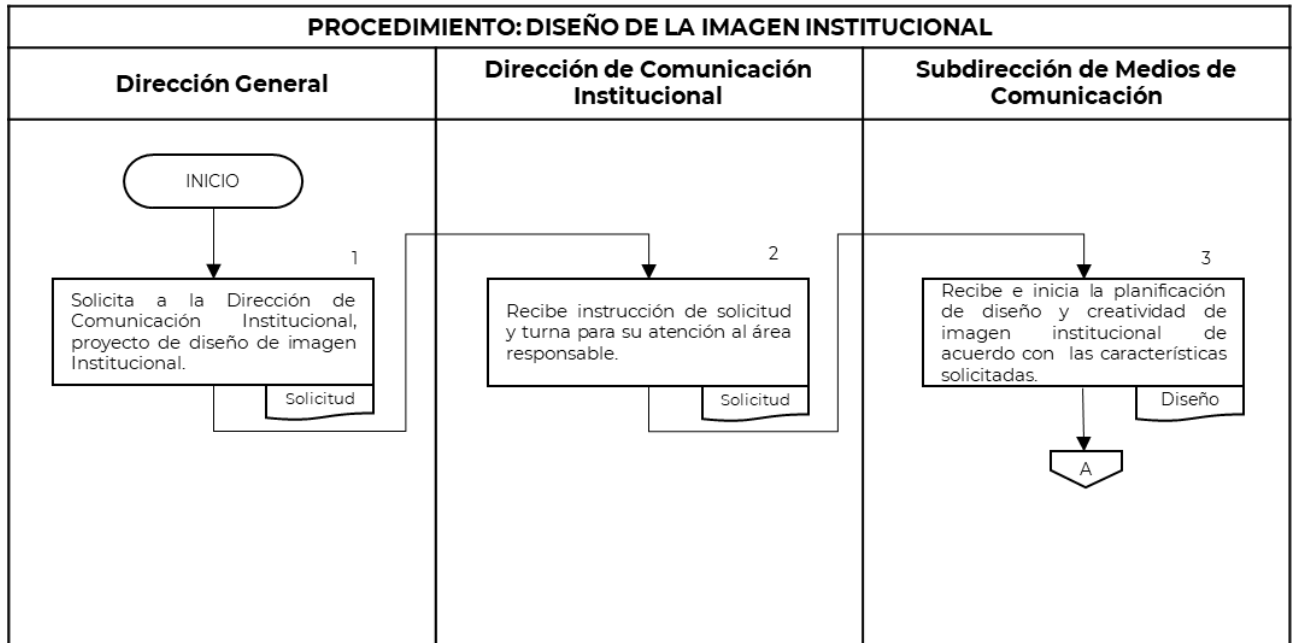 PROCEDIMIENTO: DISEÑO DE LA IMAGEN INSTITUCIONAL
Dirección General
Dirección de Comunicación
Institucional
Subdirección de Medios de
Comunicación
INICIO
1
Solicita a la Dirección de
Comunicación Institucional,
proyecto de diseño de imagen
Institucional.
Solicitud
2
Recibe instrucción de solicitud
y turna para su atención al área
responsable.
Solicitud
3
Recibe e inicia la planificación
de diseño y creatividad de
imagen institucional de
acuerdo con las características
solicitadas.
Diseño
A